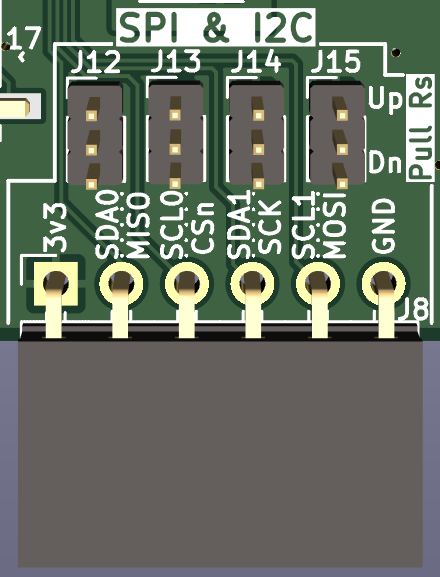 17
SPI & I2C
J12 J13 J14 J15
Up
Dn
Pull Rs
3v3
SDA0
MISO
SCL0
CSn
SDA1
SCK
SCL1
MOSI
GND
J8